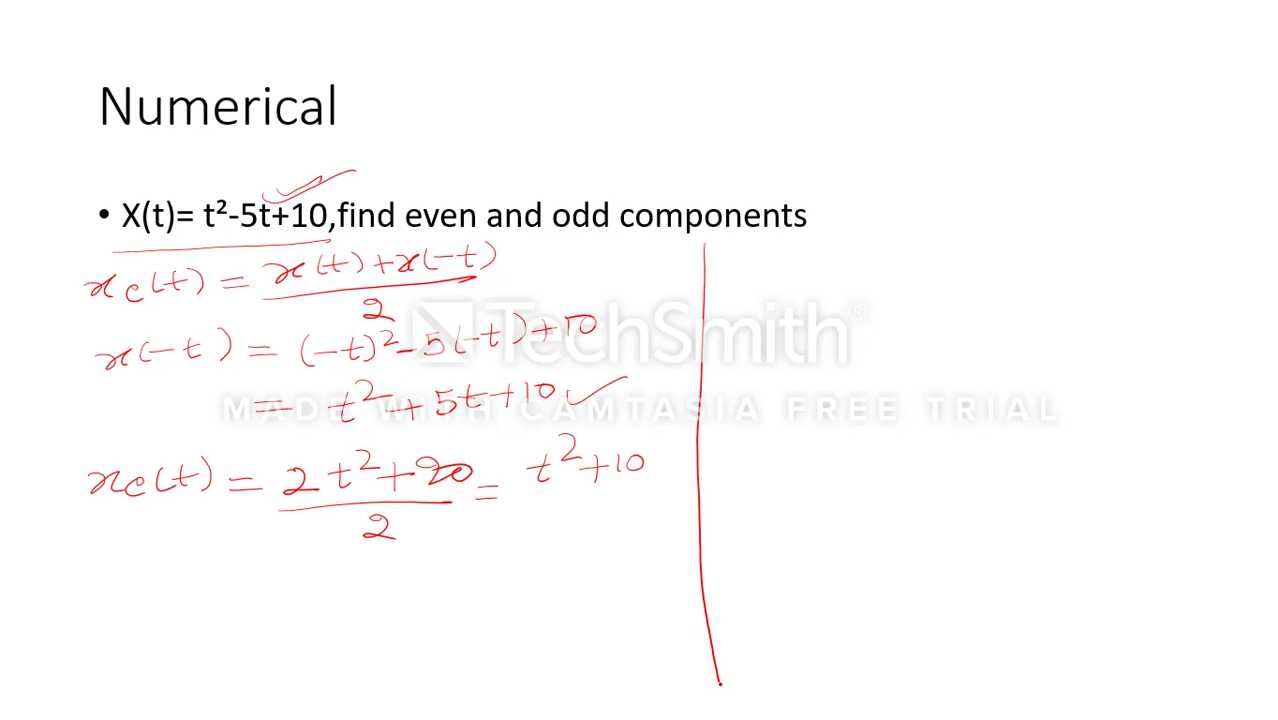 Numerical
• X(t)= t²-5t+10,find even and odd components
xe(t) = x(t)+x(-t) / 2
x(-t) = (-t)²-5(-t)+10
= t²+5t+10 ✓
xe(t) = 2t²+20 / 2 = t²+10
TechSmith®
MADE WITH CAMTASIA FREE TRIAL